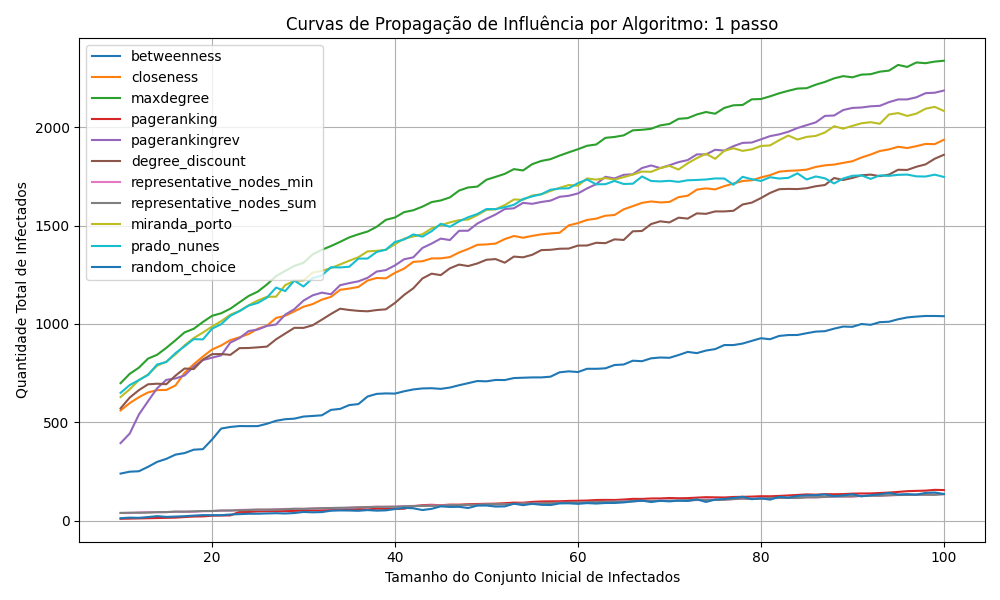 Curvas de Propagação de Influência por Algoritmo: 1 passo
betweenness
closeness
maxdegree
pageranking
pagerankingrev
degree_discount
representative_nodes_min
representative_nodes_sum
miranda_porto
prado_nunes
random_choice
Quantidade Total de Infectados
2000
1500
1000
500
0
20 40 60 80 100
Tamanho do Conjunto Inicial de Infectados